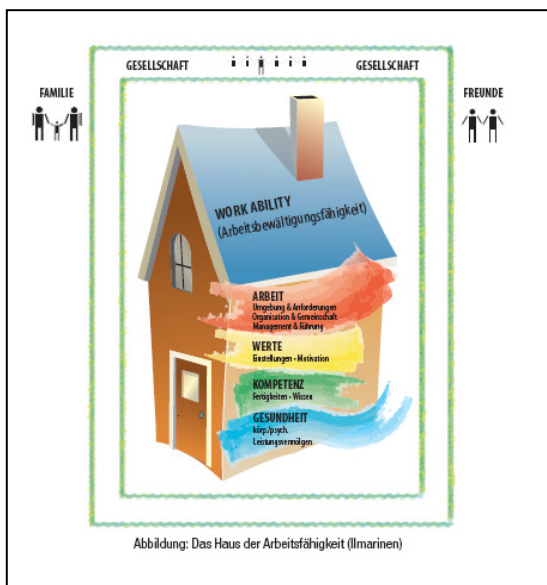 GESELLSCHAFT GESELLSCHAFT
FAMILIE FREUNDE
WORK ABILITY
(Arbeitsbewältigungsfähigkeit)
ARBEIT
Umgebung & Anforderungen
Organisation & Gemeinschaft
Management & Führung
WERTE
Einstellungen · Motivation
KOMPETENZ
Fertigkeiten · Wissen
GESUNDHEIT
körp./psych.
Leistungsvermölgen
Abbildung: Das Haus der Arbeitsfähigkeit (Ilmarinen)